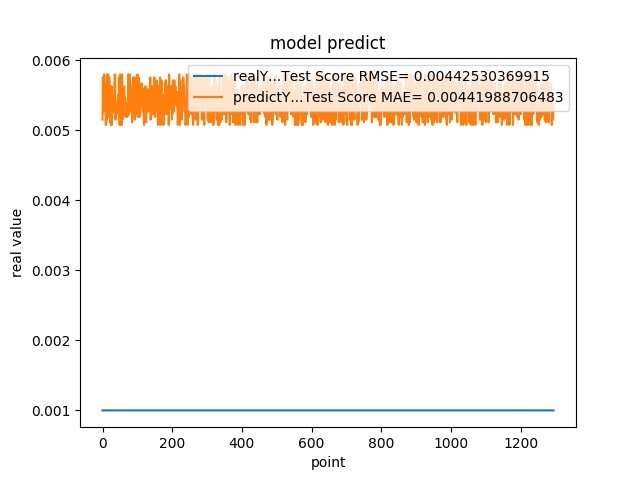 model predict
realY...Test Score RMSE= 0.00442530369915
predictY...Test Score MAE= 0.00441988706483
0.006
0.005
0.004
0.003
0.002
0.001
real value
0 200 400 600 800 1000 1200
point